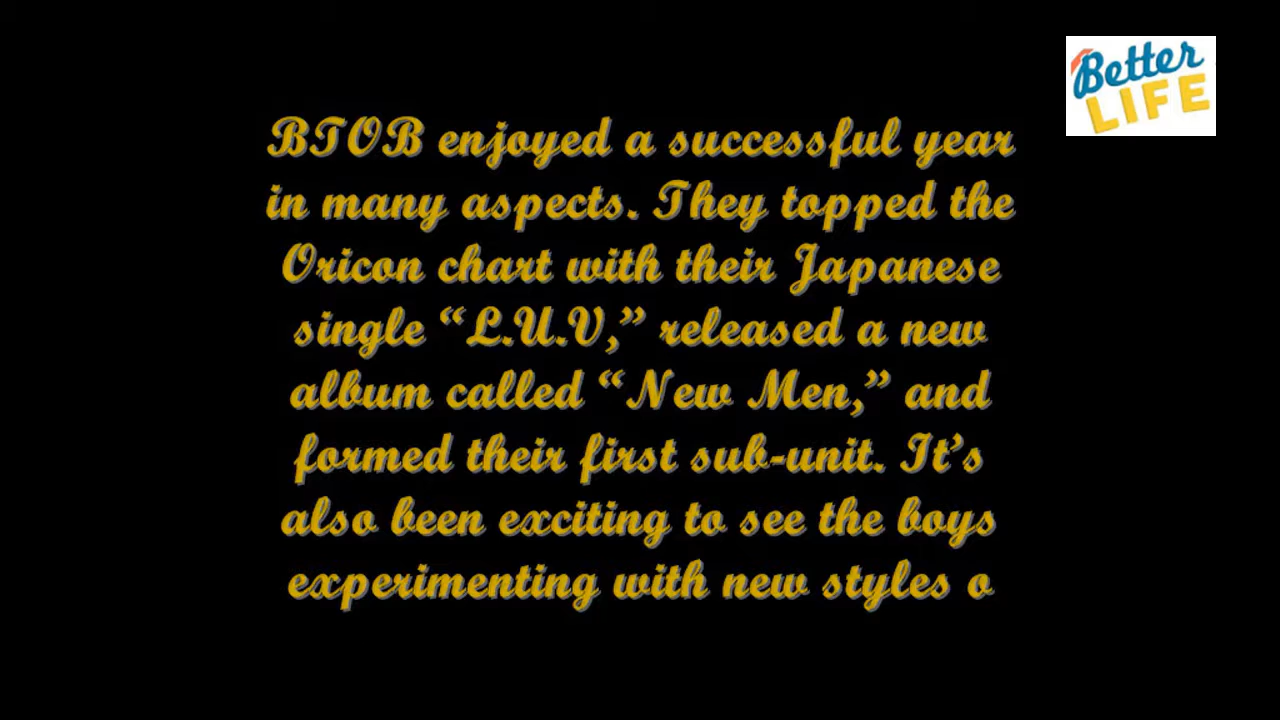 Better
LIFE
BTOB enjoyed a successful year
in many aspects. They topped the
Oricon chart with their Japanese
single “L.U.V,” released a new
album called “New Men,” and
formed their first sub-unit. It’s
also been exciting to see the boys
experimenting with new styles o